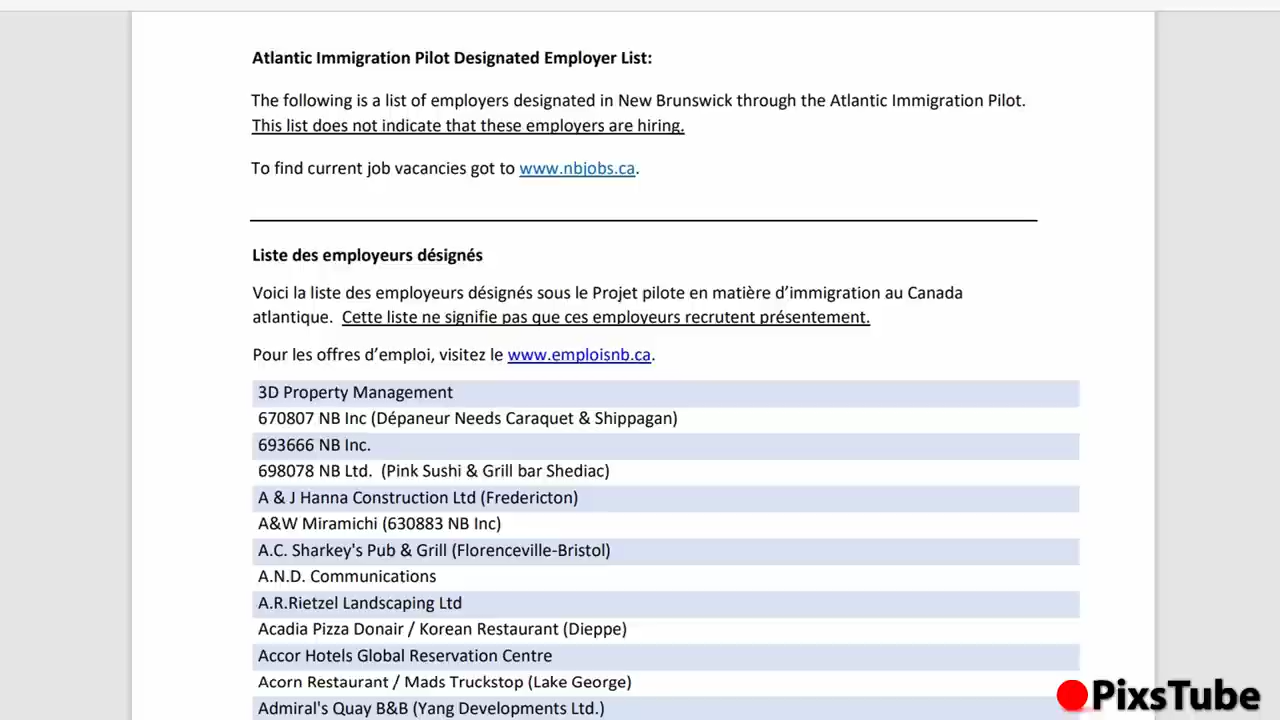 Atlantic Immigration Pilot Designated Employer List:
The following is a list of employers designated in New Brunswick through the Atlantic Immigration Pilot.
This list does not indicate that these employers are hiring.
To find current job vacancies got to www.nbjobs.ca.
Liste des employeurs désignés
Voici la liste des employeurs désignés sous le Projet pilote en matière d’immigration au Canada
atlantique.  Cette liste ne signifie pas que ces employeurs recrutent présentement.
Pour les offres d’emploi, visitez le www.emploisnb.ca.
3D Property Management
670807 NB Inc (Dépaneur Needs Caraquet & Shippagan)
693666 NB Inc.
698078 NB Ltd.  (Pink Sushi & Grill bar Shediac)
A & J Hanna Construction Ltd (Fredericton)
A&W Miramichi (630883 NB Inc)
A.C. Sharkey's Pub & Grill (Florenceville-Bristol)
A.N.D. Communications
A.R.Rietzel Landscaping Ltd
Acadia Pizza Donair / Korean Restaurant (Dieppe)
Accor Hotels Global Reservation Centre
Acorn Restaurant / Mads Truckstop (Lake George)
Admiral's Quay B&B (Yang Developments Ltd.)
PixsTube